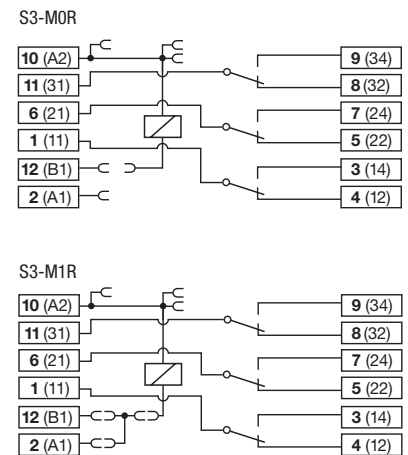 S3-M0R
10 (A2) 9 (34)
11 (31) 8 (32)
6 (21) 7 (24)
1 (11) 5 (22)
12 (B1) 3 (14)
2 (A1) 4 (12)
S3-M1R
10 (A2) 9 (34)
11 (31) 8 (32)
6 (21) 7 (24)
1 (11) 5 (22)
12 (B1) 3 (14)
2 (A1) 4 (12)